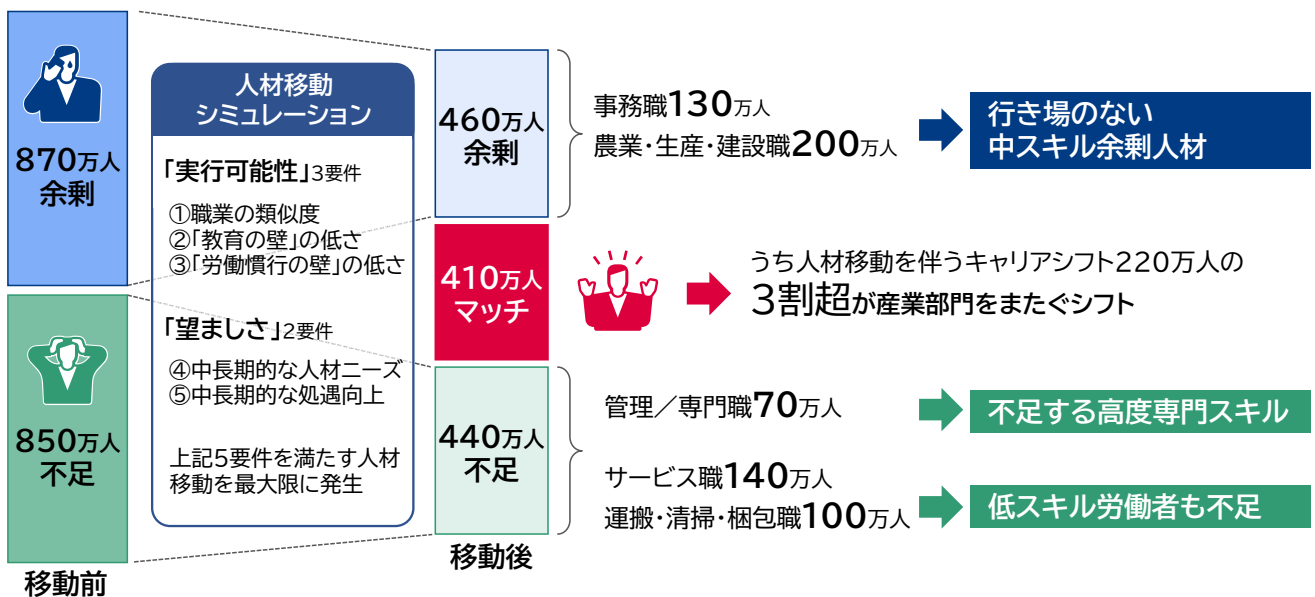 870万人
余剰
850万人
不足
移動前
人材移動
シミュレーション
「実行可能性」3要件
①職業の類似度
②「教育の壁」の低さ
③「労働慣行の壁」の低さ
「望ましさ」2要件
④中長期的な人材ニーズ
⑤中長期的な処遇向上
上記5要件を満たす人材
移動を最大限に発生
460万人
余剰
410万人
マッチ
440万人
不足
移動後
事務職130万人
農業・生産・建設職200万人
行き場のない
中スキル余剰人材
うち人材移動を伴うキャリアシフト220万人の
3割超が産業部門をまたぐシフト
管理／専門職70万人
不足する高度専門スキル
サービス職140万人
運搬・清掃・梱包職100万人
低スキル労働者も不足